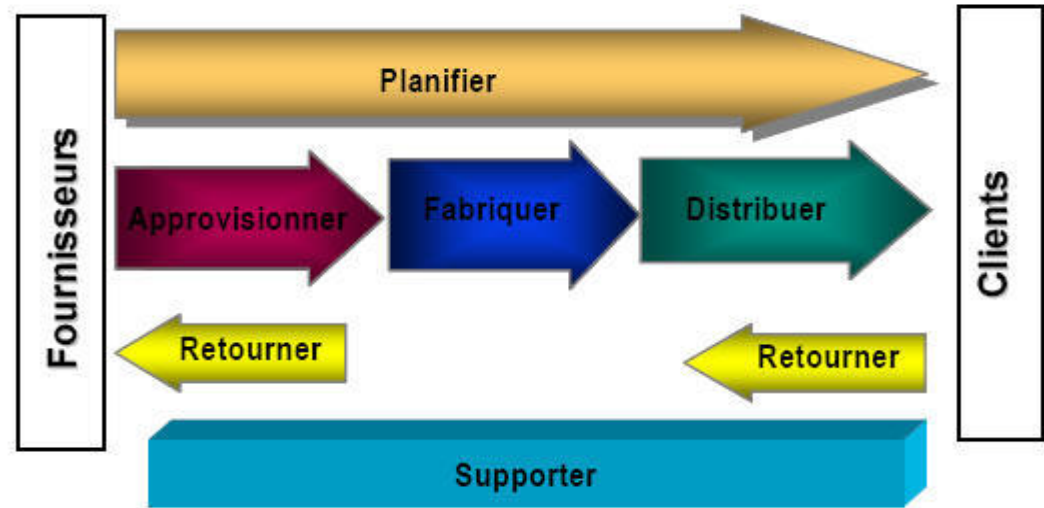 Fournisseurs
Planifier
Clients
Approvisionner
Fabriquer
Distribuer
Retourner
Retourner
Supporter